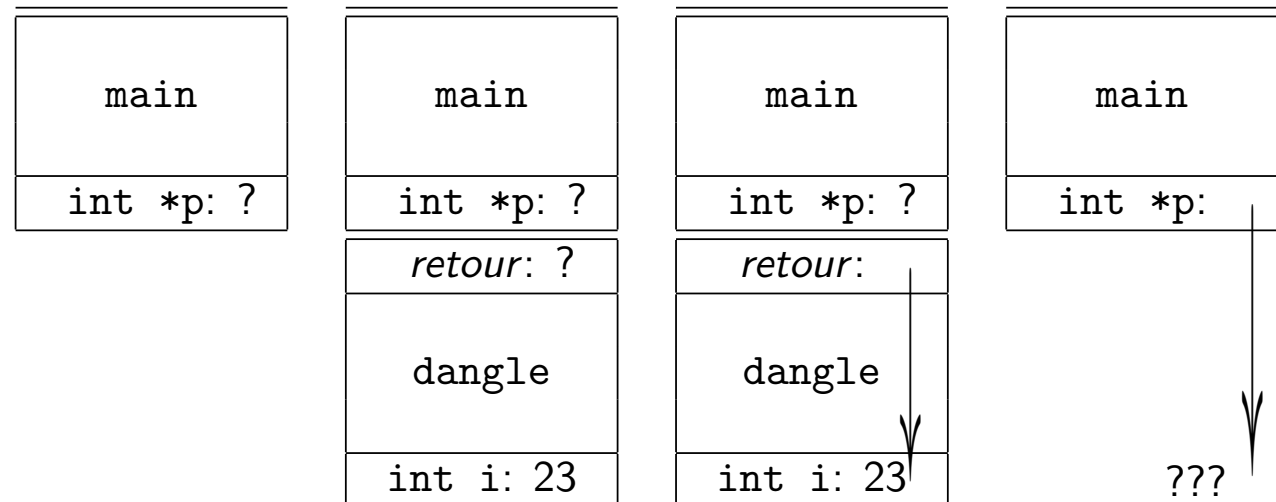 main main main main
int *p: ? int *p: ? int *p: ? int *p:
retour: ? retour:
dangle dangle
int i: 23 int i: 23 ???